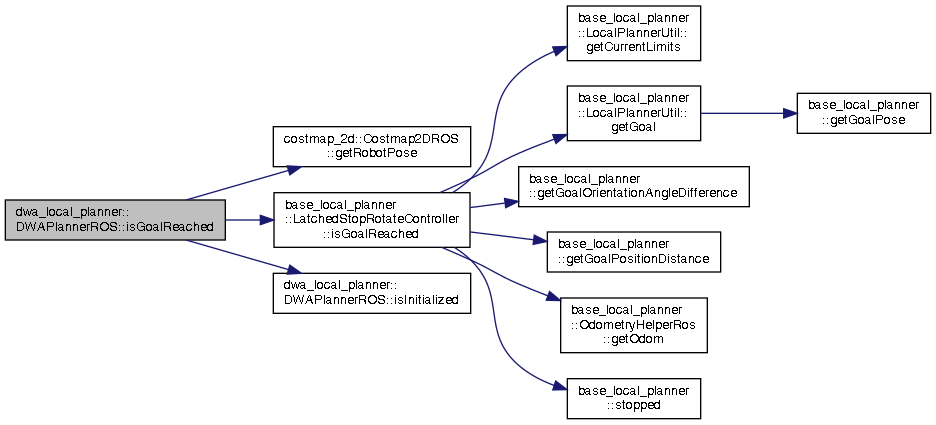 dwa_local_planner::
DWAPlannerROS::isGoalReached
costmap_2d::Costmap2DROS
::getRobotPose
base_local_planner
::LatchedStopRotateController
::isGoalReached
dwa_local_planner::
DWAPlannerROS::isInitialized
base_local_planner
::LocalPlannerUtil::
getCurrentLimits
base_local_planner
::LocalPlannerUtil::
getGoal
base_local_planner
::getGoalOrientationAngleDifference
base_local_planner
::getGoalPositionDistance
base_local_planner
::OdometryHelperRos
::getOdom
base_local_planner
::stopped
base_local_planner
::getGoalPose